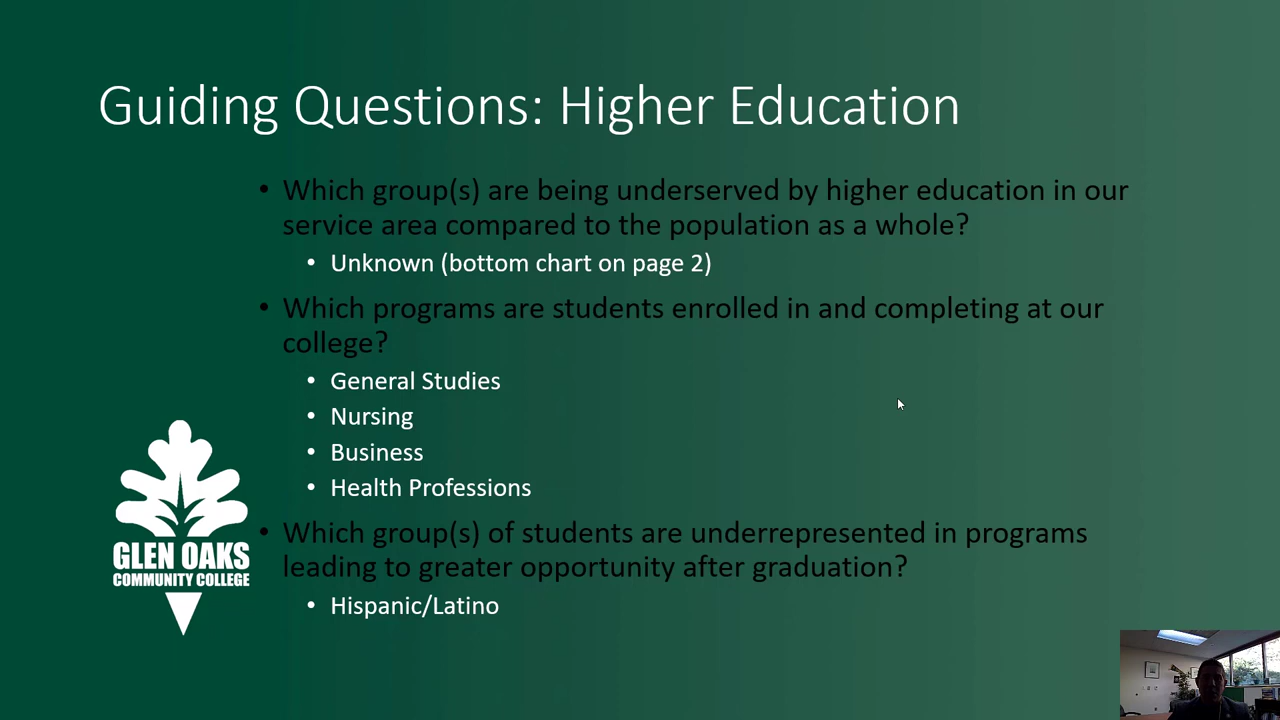 Guiding Questions: Higher Education
• Which group(s) are being underserved by higher education in our
service area compared to the population as a whole?
• Unknown (bottom chart on page 2)
• Which programs are students enrolled in and completing at our
college?
• General Studies
• Nursing
• Business
• Health Professions
• Which group(s) of students are underrepresented in programs
leading to greater opportunity after graduation?
• Hispanic/Latino
GLEN OAKS
COMMUNITY COLLEGE